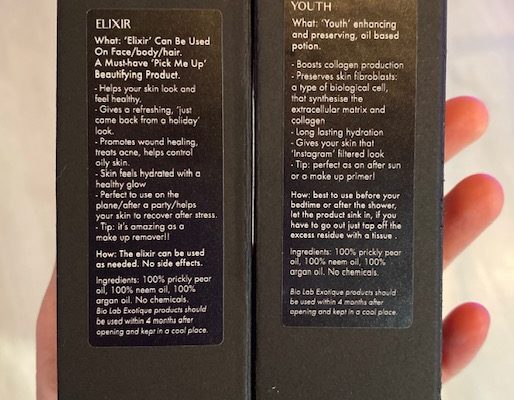 ELIXIR
What: 'Elixir' Can Be Used
On Face/body/hair.
A Must-have 'Pick Me Up'
Beautifying Product.
- Helps your skin look and
feel healthy.
- Gives a refreshing, 'just
came back from a holiday'
look.
- Promotes wound healing,
treats acne, helps control
oily skin.
- Skin feels hydrated with a
healthy glow
- Perfect to use on the
plane/after a party/helps
your skin to recover after stress.
- Tip: it's amazing as a
make up remover!!
How: The elixir can be used
as needed. No side effects.
Ingredients: 100% prickly pear
oil, 100% neem oil, 100%
argan oil. No chemicals.
Bio Lab Exotique products should
be used within 4 months after
opening and kept in a cool place.
YOUTH
What: 'Youth' enhancing
and preserving, oil based
potion.
- Boosts collagen production
- Preserves skin fibroblasts:
a type of biological cell,
that synthesise the
extracellular matrix and
collagen
- Long lasting hydration
- Gives your skin that
'Instagram' filtered look
- Tip: perfect as an after sun
or a make up primer!
How: best to use before your
bedtime or after the shower,
let the product sink in, if you
have to go out just tap off the
excess residue with a tissue .
Ingredients: 100% prickly pear
oil, 100% neem oil, 100%
argan oil. No chemicals.
Bio Lab Exotique products should
be used within 4 months after
opening and kept in a cool place.